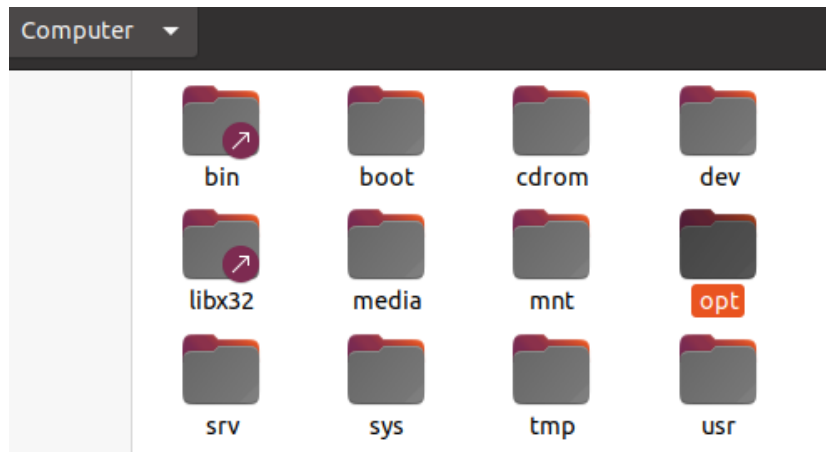 Computer
bin boot cdrom dev
libx32 media mnt opt
srv sys tmp usr